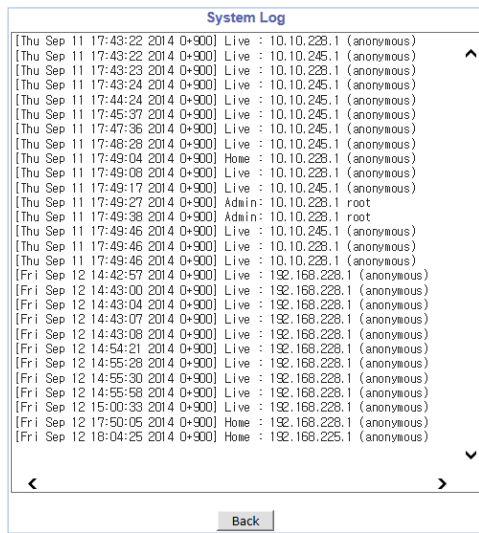 System Log
[Thu Sep 11 17:43:22 2014 0+900] Live : 10.10.228.1 (anonymous)
[Thu Sep 11 17:43:22 2014 0+900] Live : 10.10.245.1 (anonymous)
[Thu Sep 11 17:43:23 2014 0+900] Live : 10.10.228.1 (anonymous)
[Thu Sep 11 17:43:24 2014 0+900] Live : 10.10.245.1 (anonymous)
[Thu Sep 11 17:44:24 2014 0+900] Live : 10.10.245.1 (anonymous)
[Thu Sep 11 17:45:37 2014 0+900] Live : 10.10.245.1 (anonymous)
[Thu Sep 11 17:47:36 2014 0+900] Live : 10.10.245.1 (anonymous)
[Thu Sep 11 17:48:28 2014 0+900] Live : 10.10.245.1 (anonymous)
[Thu Sep 11 17:49:04 2014 0+900] Home : 10.10.228.1 (anonymous)
[Thu Sep 11 17:49:08 2014 0+900] Live : 10.10.228.1 (anonymous)
[Thu Sep 11 17:49:17 2014 0+900] Live : 10.10.245.1 (anonymous)
[Thu Sep 11 17:49:27 2014 0+900] Admin: 10.10.228.1 root
[Thu Sep 11 17:49:38 2014 0+900] Admin: 10.10.228.1 root
[Thu Sep 11 17:49:46 2014 0+900] Live : 10.10.245.1 (anonymous)
[Thu Sep 11 17:49:46 2014 0+900] Live : 10.10.228.1 (anonymous)
[Thu Sep 11 17:49:46 2014 0+900] Live : 10.10.228.1 (anonymous)
[Fri Sep 12 14:42:57 2014 0+900] Live : 192.168.228.1 (anonymous)
[Fri Sep 12 14:43:00 2014 0+900] Live : 192.168.228.1 (anonymous)
[Fri Sep 12 14:43:04 2014 0+900] Live : 192.168.228.1 (anonymous)
[Fri Sep 12 14:43:07 2014 0+900] Live : 192.168.228.1 (anonymous)
[Fri Sep 12 14:43:08 2014 0+900] Live : 192.168.228.1 (anonymous)
[Fri Sep 12 14:54:21 2014 0+900] Live : 192.168.228.1 (anonymous)
[Fri Sep 12 14:55:28 2014 0+900] Live : 192.168.228.1 (anonymous)
[Fri Sep 12 14:55:30 2014 0+900] Live : 192.168.228.1 (anonymous)
[Fri Sep 12 14:55:58 2014 0+900] Live : 192.168.228.1 (anonymous)
[Fri Sep 12 15:00:33 2014 0+900] Live : 192.168.228.1 (anonymous)
[Fri Sep 12 17:50:05 2014 0+900] Home : 192.168.228.1 (anonymous)
[Fri Sep 12 18:04:25 2014 0+900] Home : 192.168.225.1 (anonymous)
Back